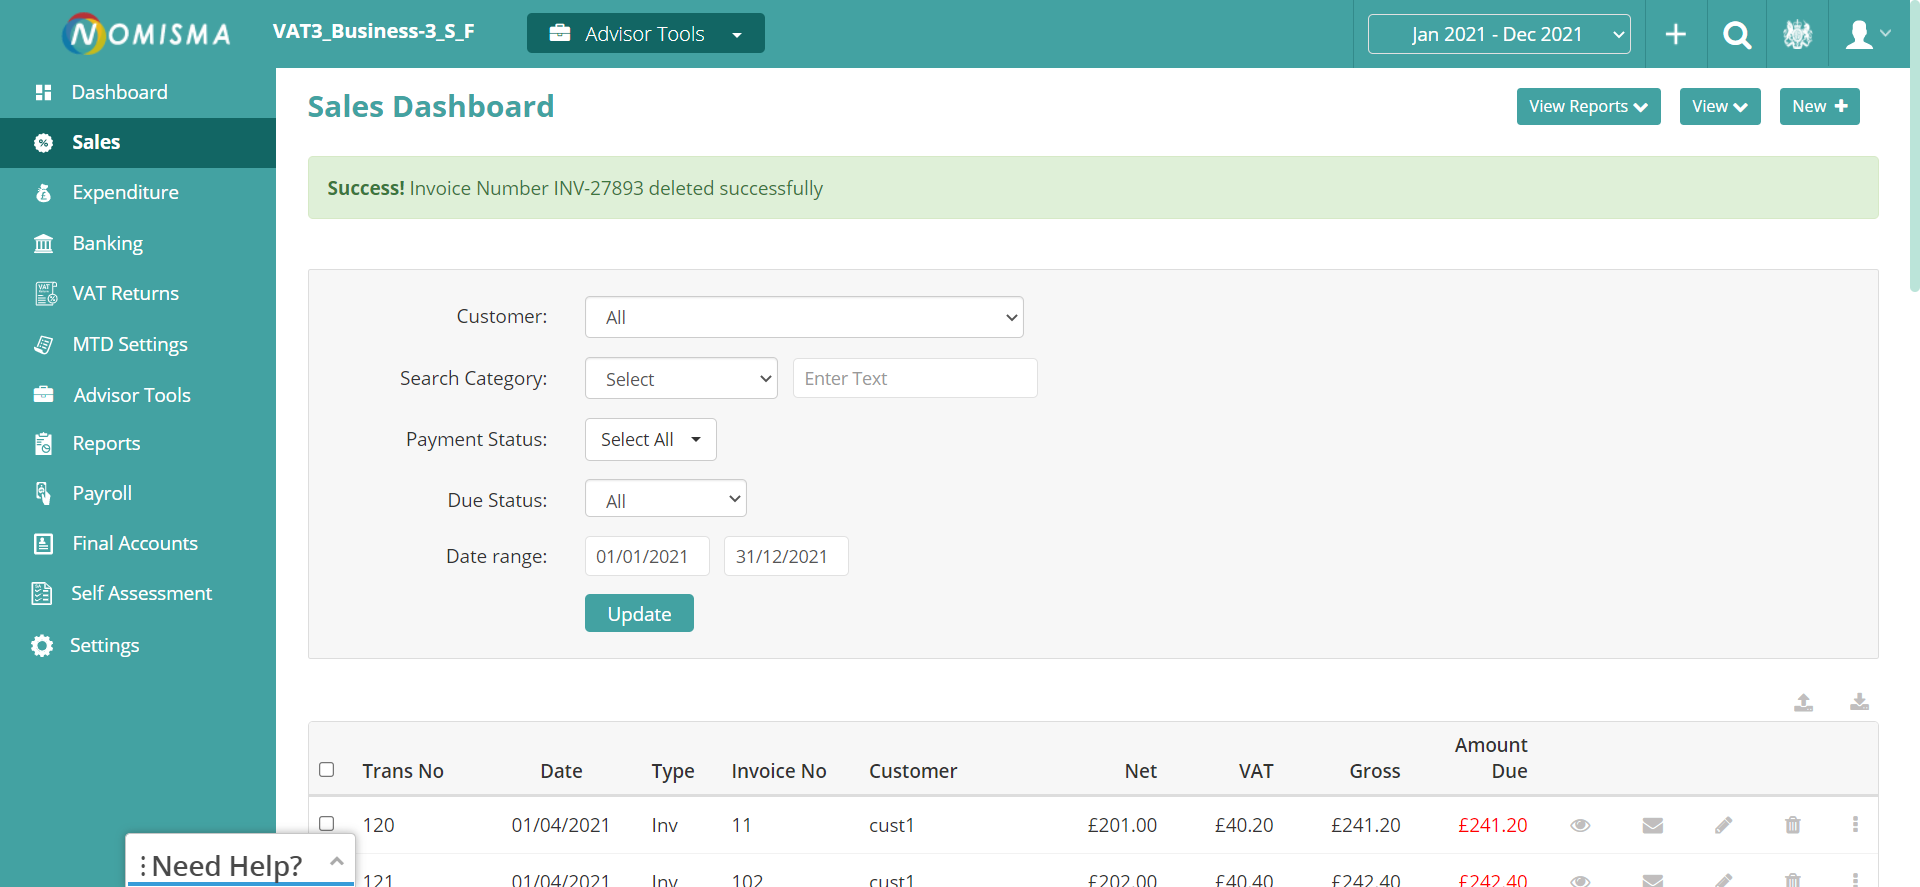 NOMISMA
VAT3_Business-3_S_F
Advisor Tools
Jan 2021 - Dec 2021
Dashboard
Sales
Expenditure
Banking
VAT Returns
MTD Settings
Advisor Tools
Reports
Payroll
Final Accounts
Self Assessment
Settings
Sales Dashboard
View Reports
View
New
Success! Invoice Number INV-27893 deleted successfully
Customer: All
Search Category: Select Enter Text
Payment Status: Select All
Due Status: All
Date range: 01/01/2021 31/12/2021
Update
Trans No Date Type Invoice No Customer Net VAT Gross Amount Due
120 01/04/2021 Inv 11 cust1 £201.00 £40.20 £241.20 £241.20
121 01/04/2021 Inv 102 cust1 £202.00 £40.40 £242.40 £242.40
Need Help?